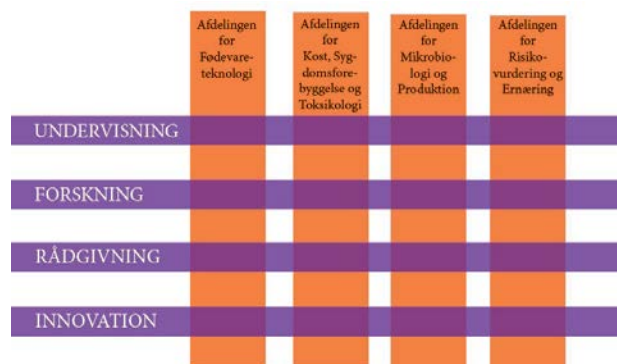 Afdelingen
for
Fødevare-
teknologi
Afdelingen
for
Kost, Syg-
domsfore-
byggelse og
Toksikologi
Afdelingen
for
Mikrobio-
logi og
Produktion
Afdelingen
for
Risiko-
vurdering og
Ernæring
UNDERVISNING
FORSKNING
RÅDGIVNING
INNOVATION